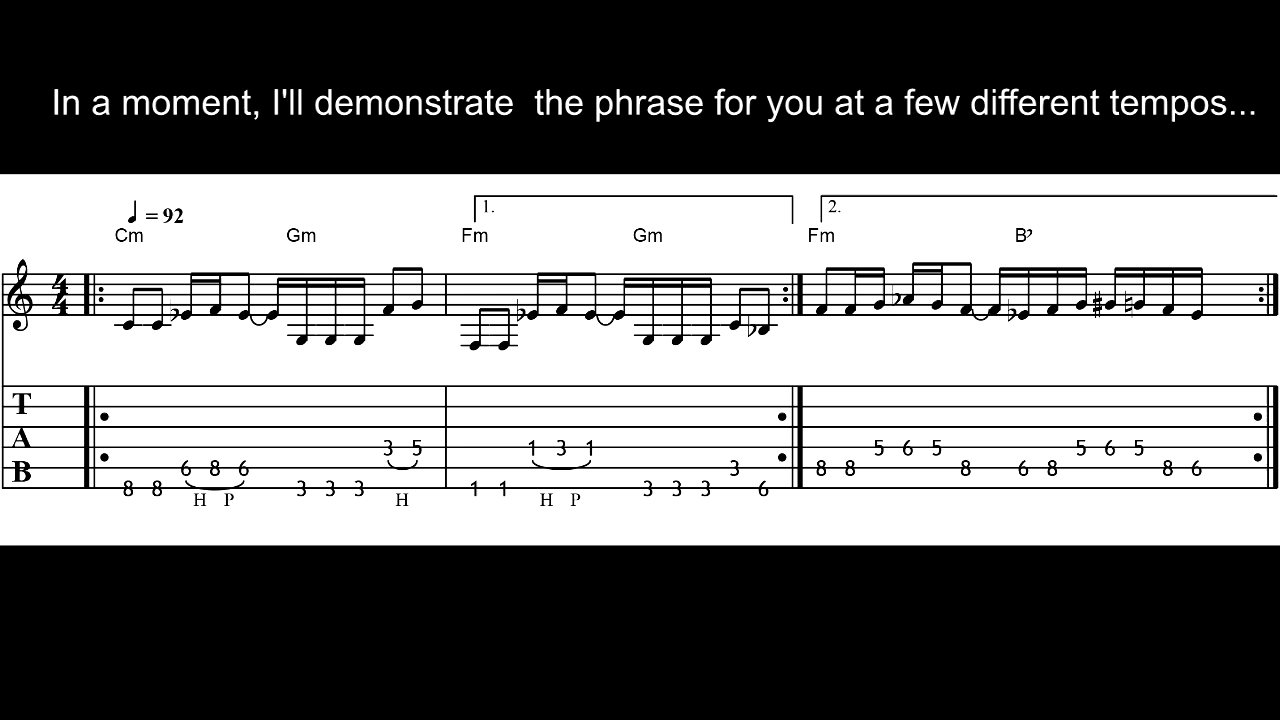 In a moment, I'll demonstrate  the phrase for you at a few different tempos...
1. 2.
♩ = 92
Cm Gm Fm Gm Fm B♭
4
4
T
A
B
3 5 1 3 1 5 6 5 5 6 5
6 8 6 3 8 8 8 6 8 8 6
8 8 3 3 3 1 1 3 3 3 6
H P H H P